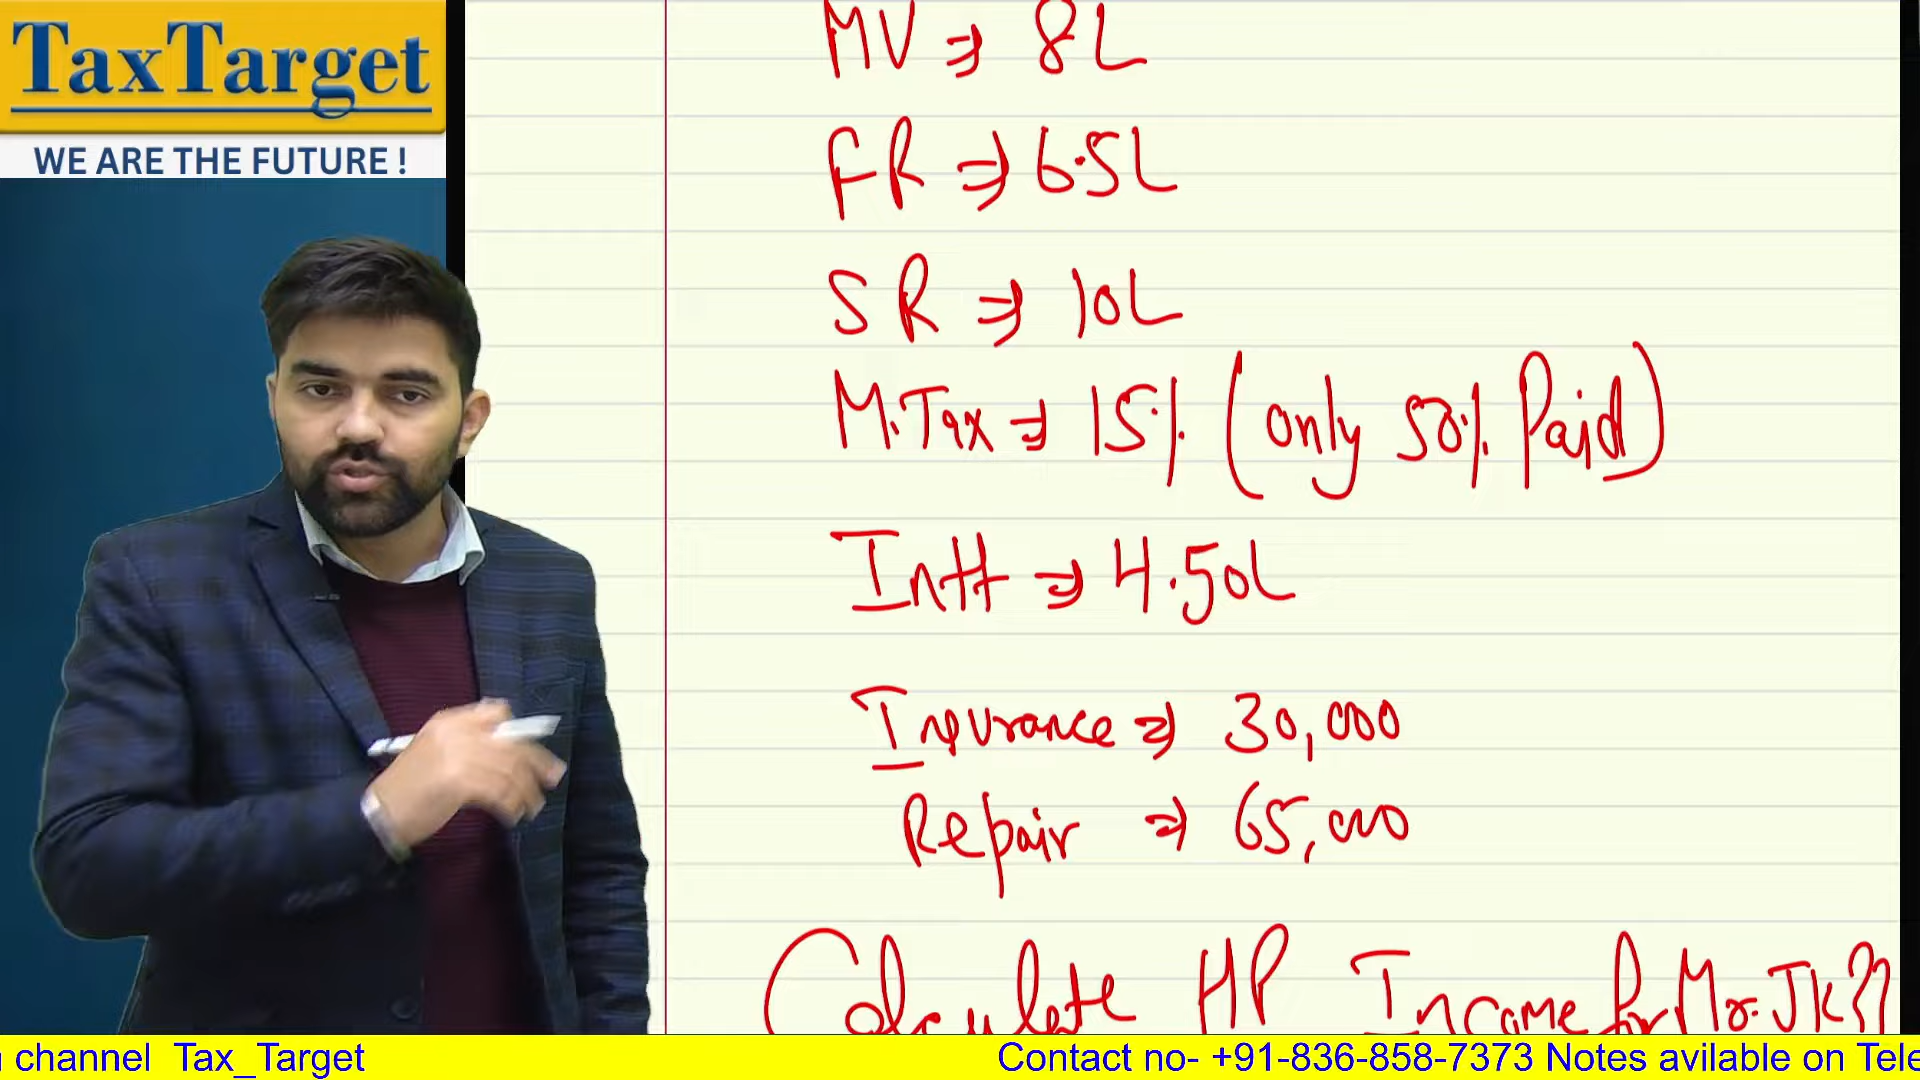 TaxTarget
WE ARE THE FUTURE !
MV ⇒ 8L
FR ⇒ 6.5L
SR ⇒ 10L
M.Tax ⇒ 15% (only 50% Paid)
Intt ⇒ 4.50L
Insurance ⇒ 30,000
Repair ⇒ 65,000
Calculate HP Income for Mr. JK??
channel Tax_Target
Contact no- +91-836-858-7373 Notes avilable on Tele